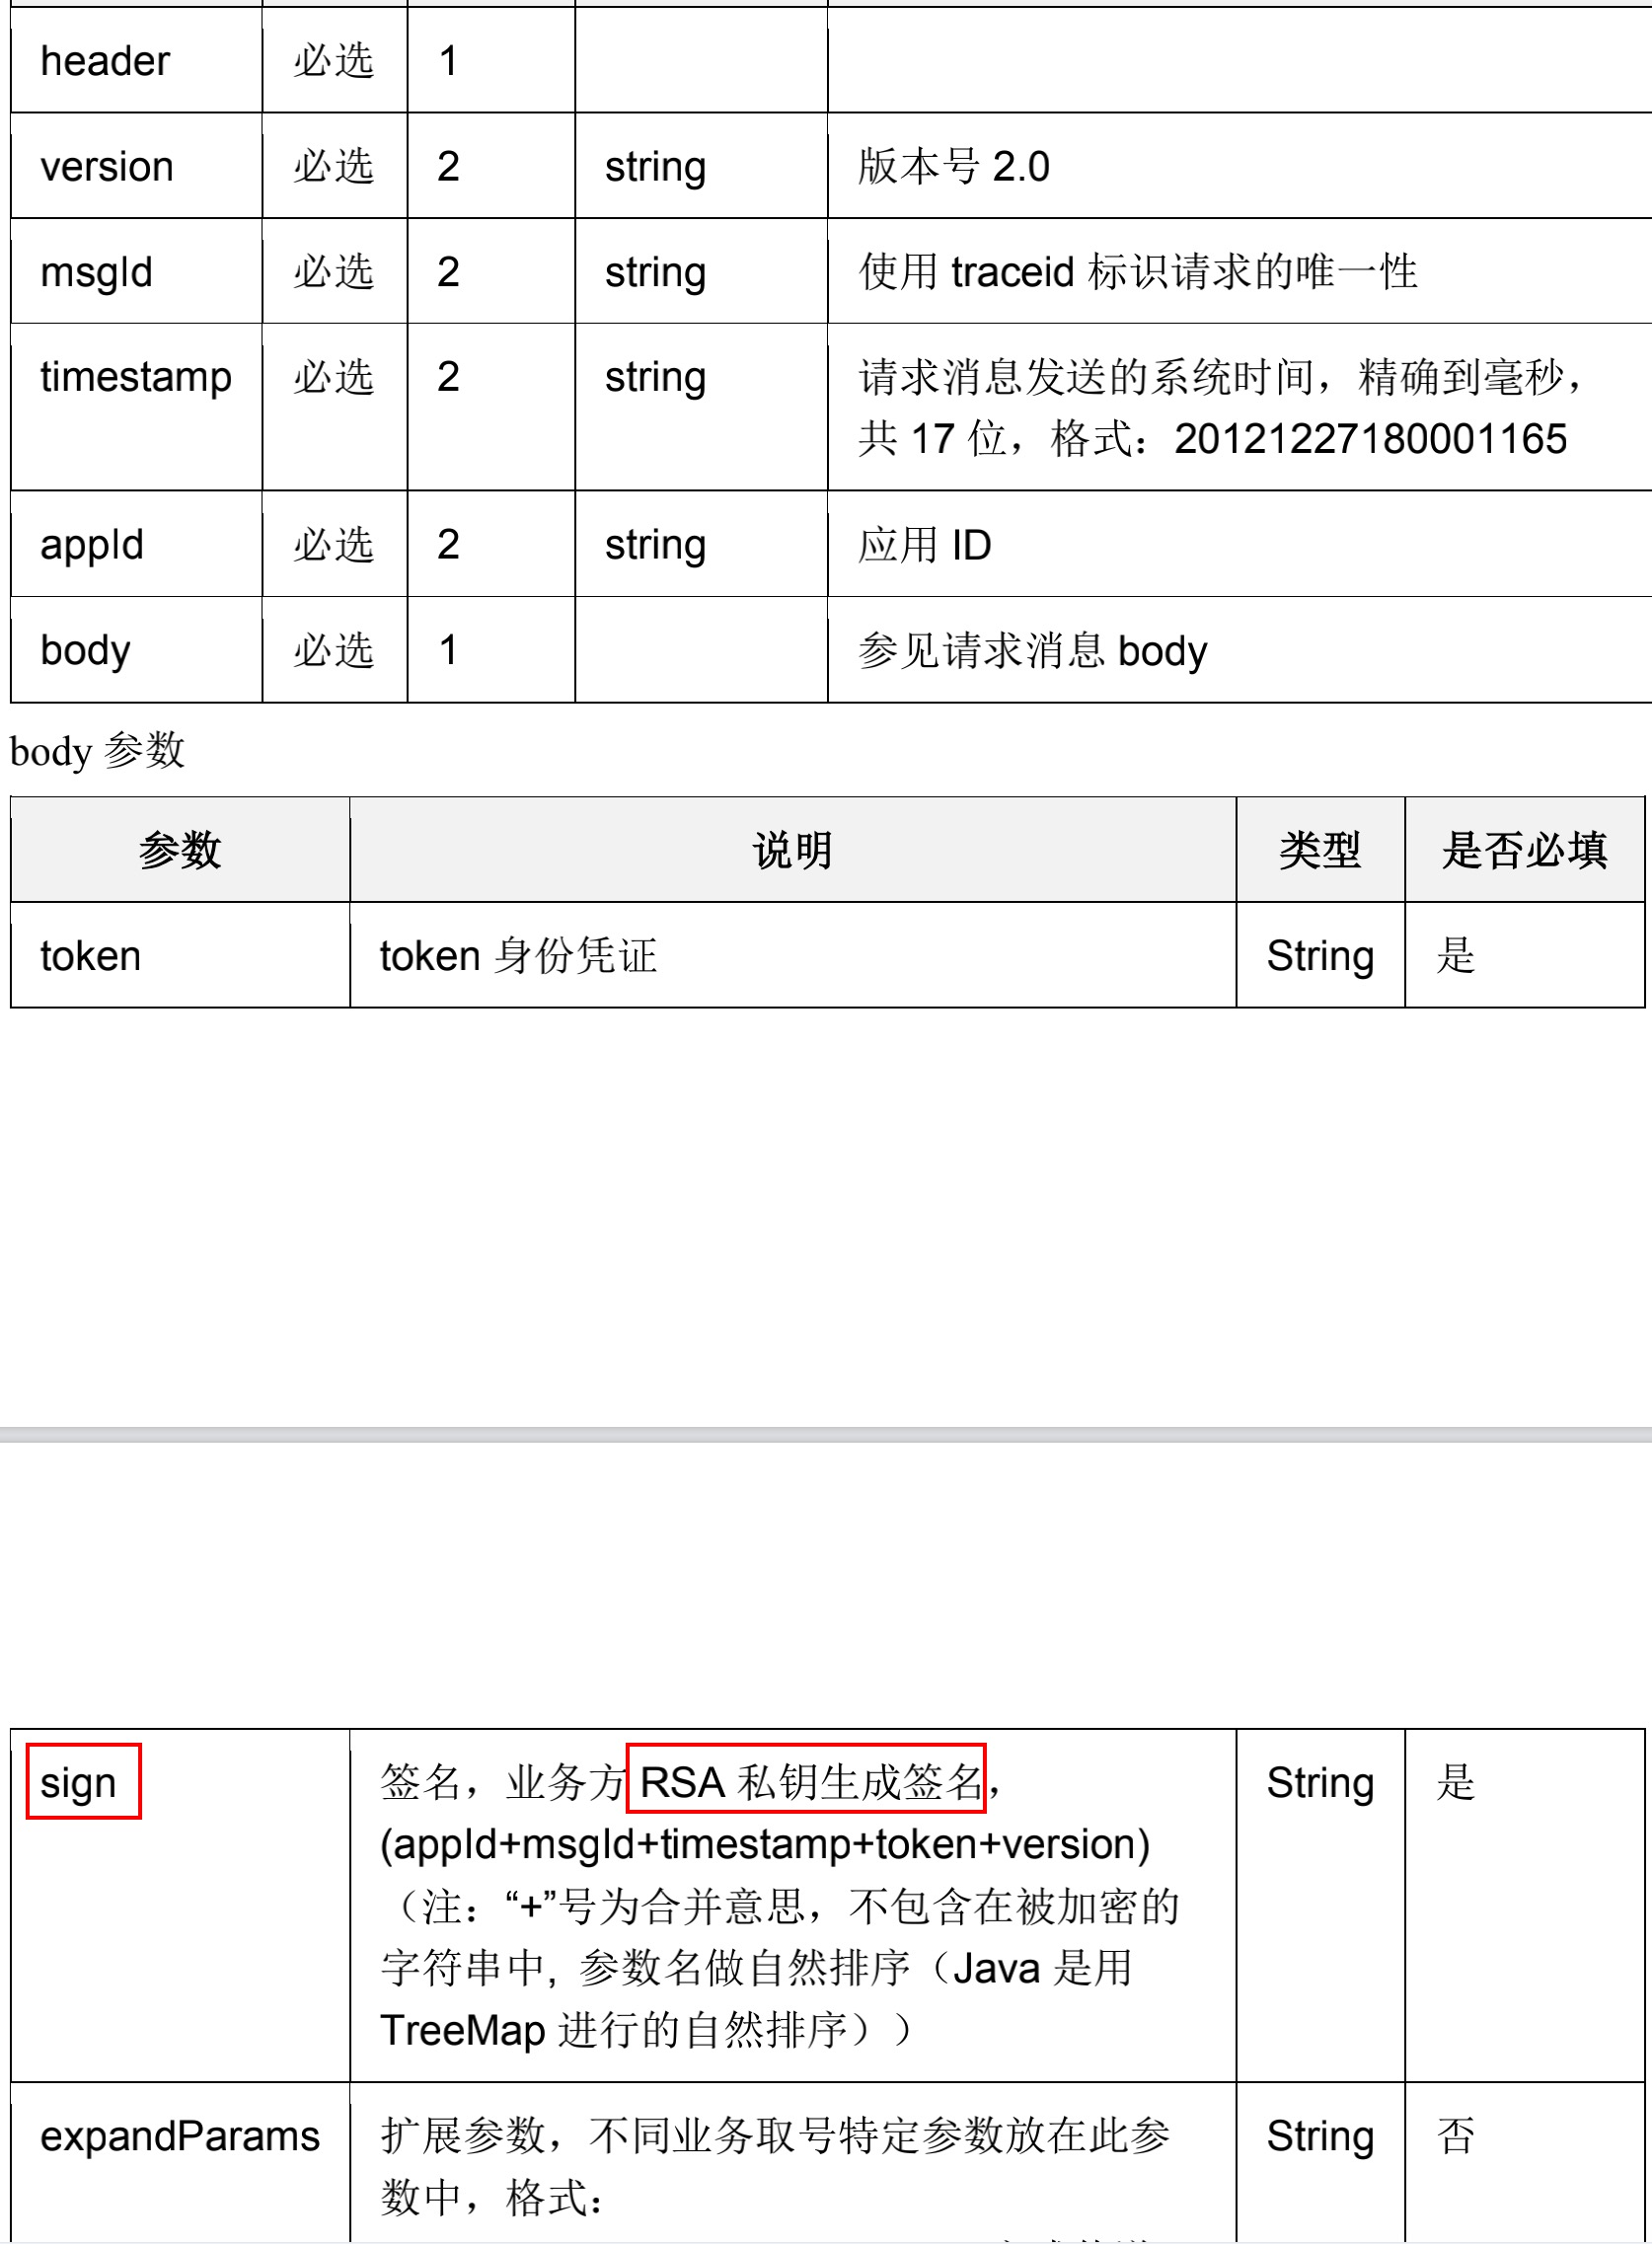 header 必选 1
version 必选 2 string 版本号 2.0
msgId 必选 2 string 使用 traceid 标识请求的唯一性
timestamp 必选 2 string 请求消息发送的系统时间，精确到毫秒，
共 17 位，格式：20121227180001165
appId 必选 2 string 应用 ID
body 必选 1 参见请求消息 body
body 参数
参数 说明 类型 是否必填
token token 身份凭证 String 是
sign 签名，业务方 RSA 私钥生成签名， String 是
(appId+msgId+timestamp+token+version)
（注：“+”号为合并意思，不包含在被加密的
字符串中, 参数名做自然排序（Java 是用
TreeMap 进行的自然排序））
expandParams 扩展参数，不同业务取号特定参数放在此参 String 否
数中，格式：